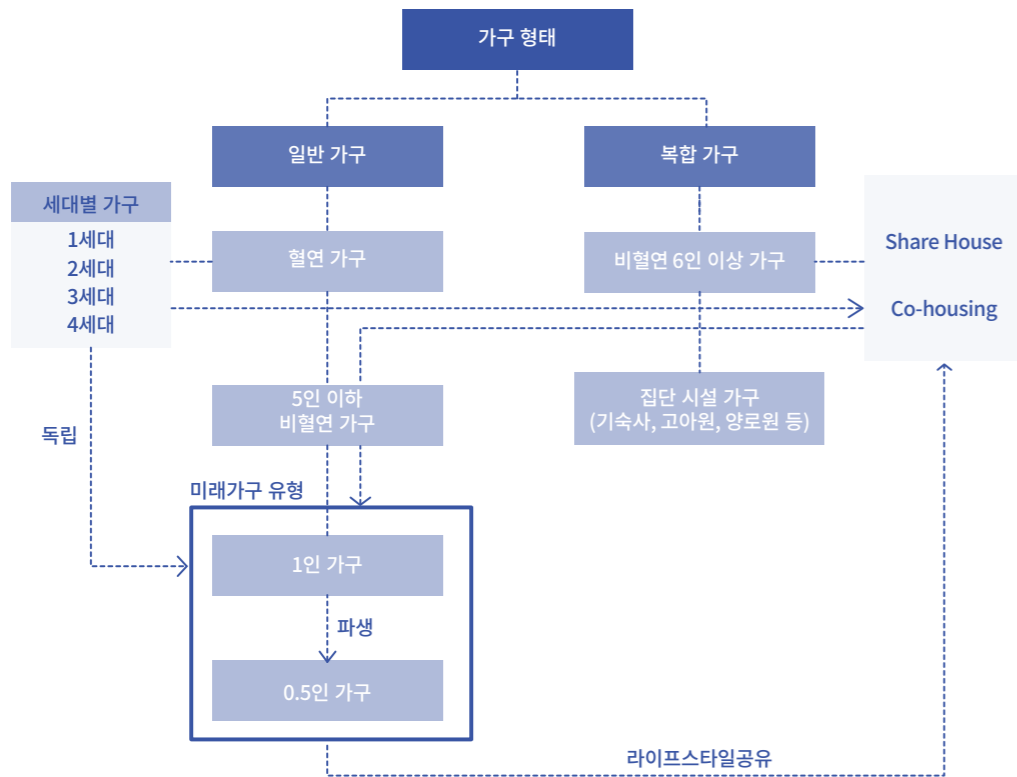 가구 형태
일반 가구
복합 가구
세대별 가구
1세대
2세대
3세대
4세대
혈연 가구
비혈연 6인 이상 가구
Share House
Co-housing
5인 이하
비혈연 가구
집단 시설 가구
(기숙사, 고아원, 양로원 등)
독립
미래가구 유형
1인 가구
파생
0.5인 가구
라이프스타일공유